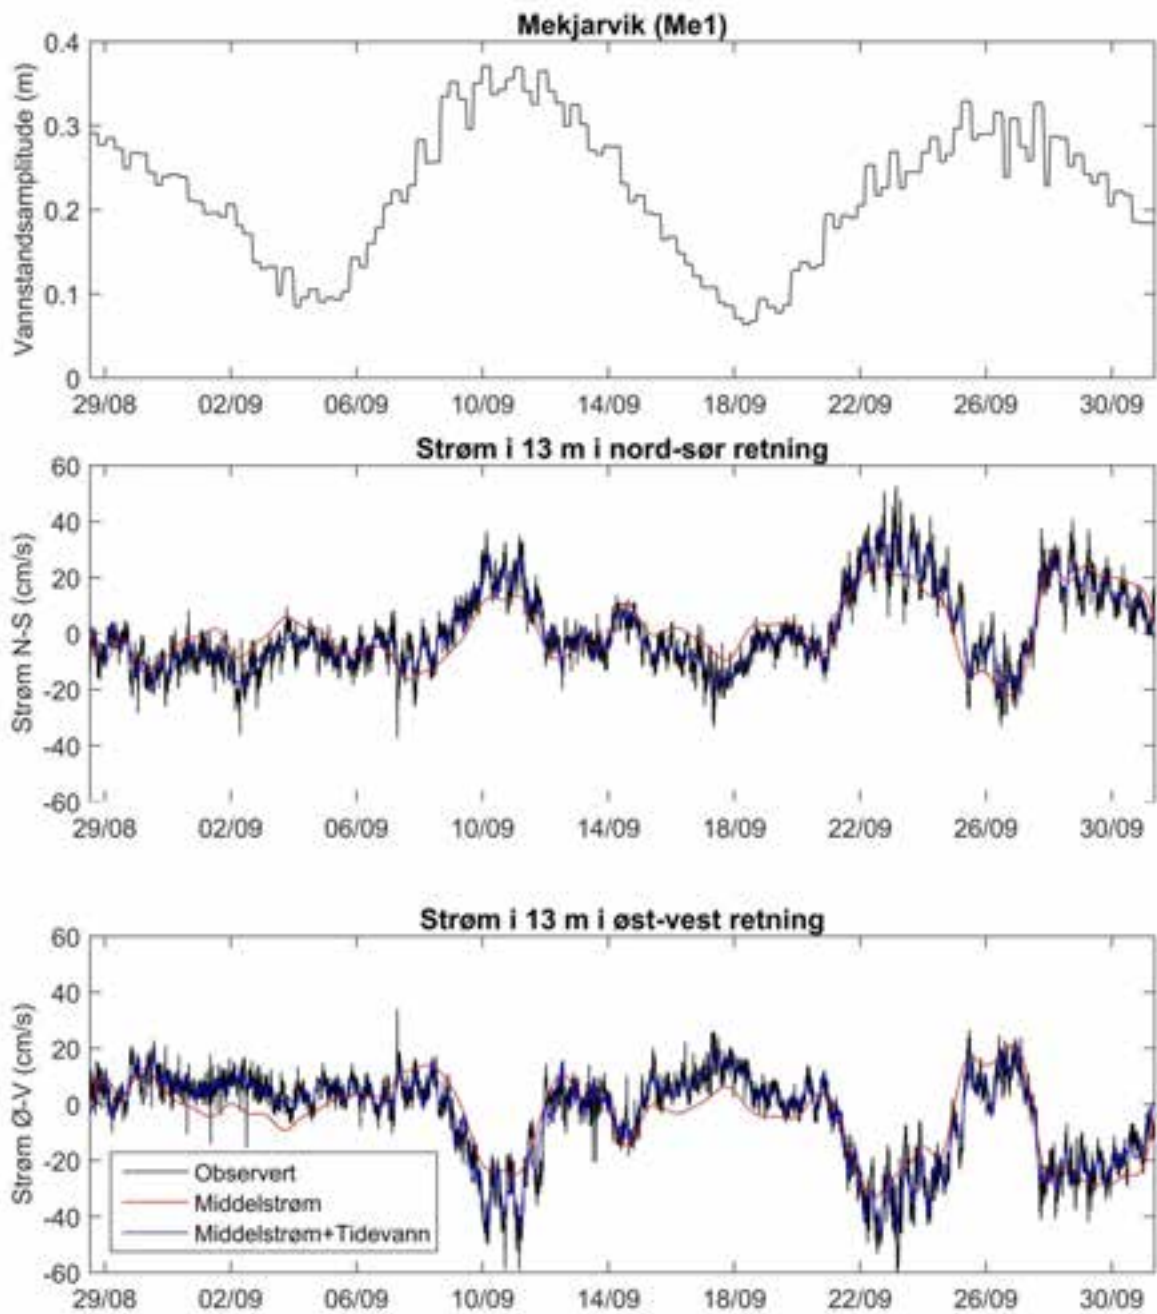 Mekjarvik (Me1)
Vannstandsamplitude (m)
0.4
0.3
0.2
0.1
0
29/08 02/09 06/09 10/09 14/09 18/09 22/09 26/09 30/09
Strøm i 13 m i nord-sør retning
Strøm N-S (cm/s)
60
40
20
0
-20
-40
-60
29/08 02/09 06/09 10/09 14/09 18/09 22/09 26/09 30/09
Strøm i 13 m i øst-vest retning
Strøm Ø-V (cm/s)
60
40
20
0
-20
-40
-60
Observert
Middelstrøm
Middelstrøm+Tidevann
29/08 02/09 06/09 10/09 14/09 18/09 22/09 26/09 30/09